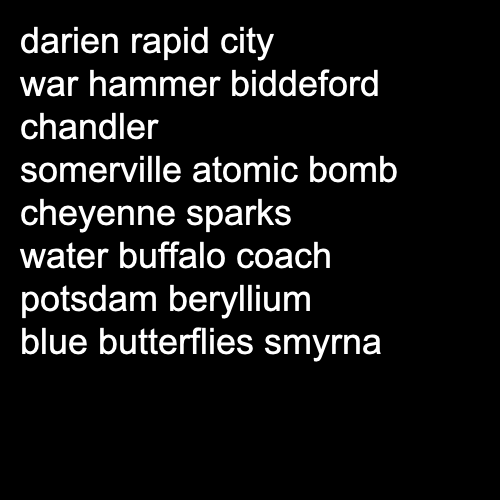 darien rapid city
war hammer biddeford
chandler
somerville atomic bomb
cheyenne sparks
water buffalo coach
potsdam beryllium
blue butterflies smyrna